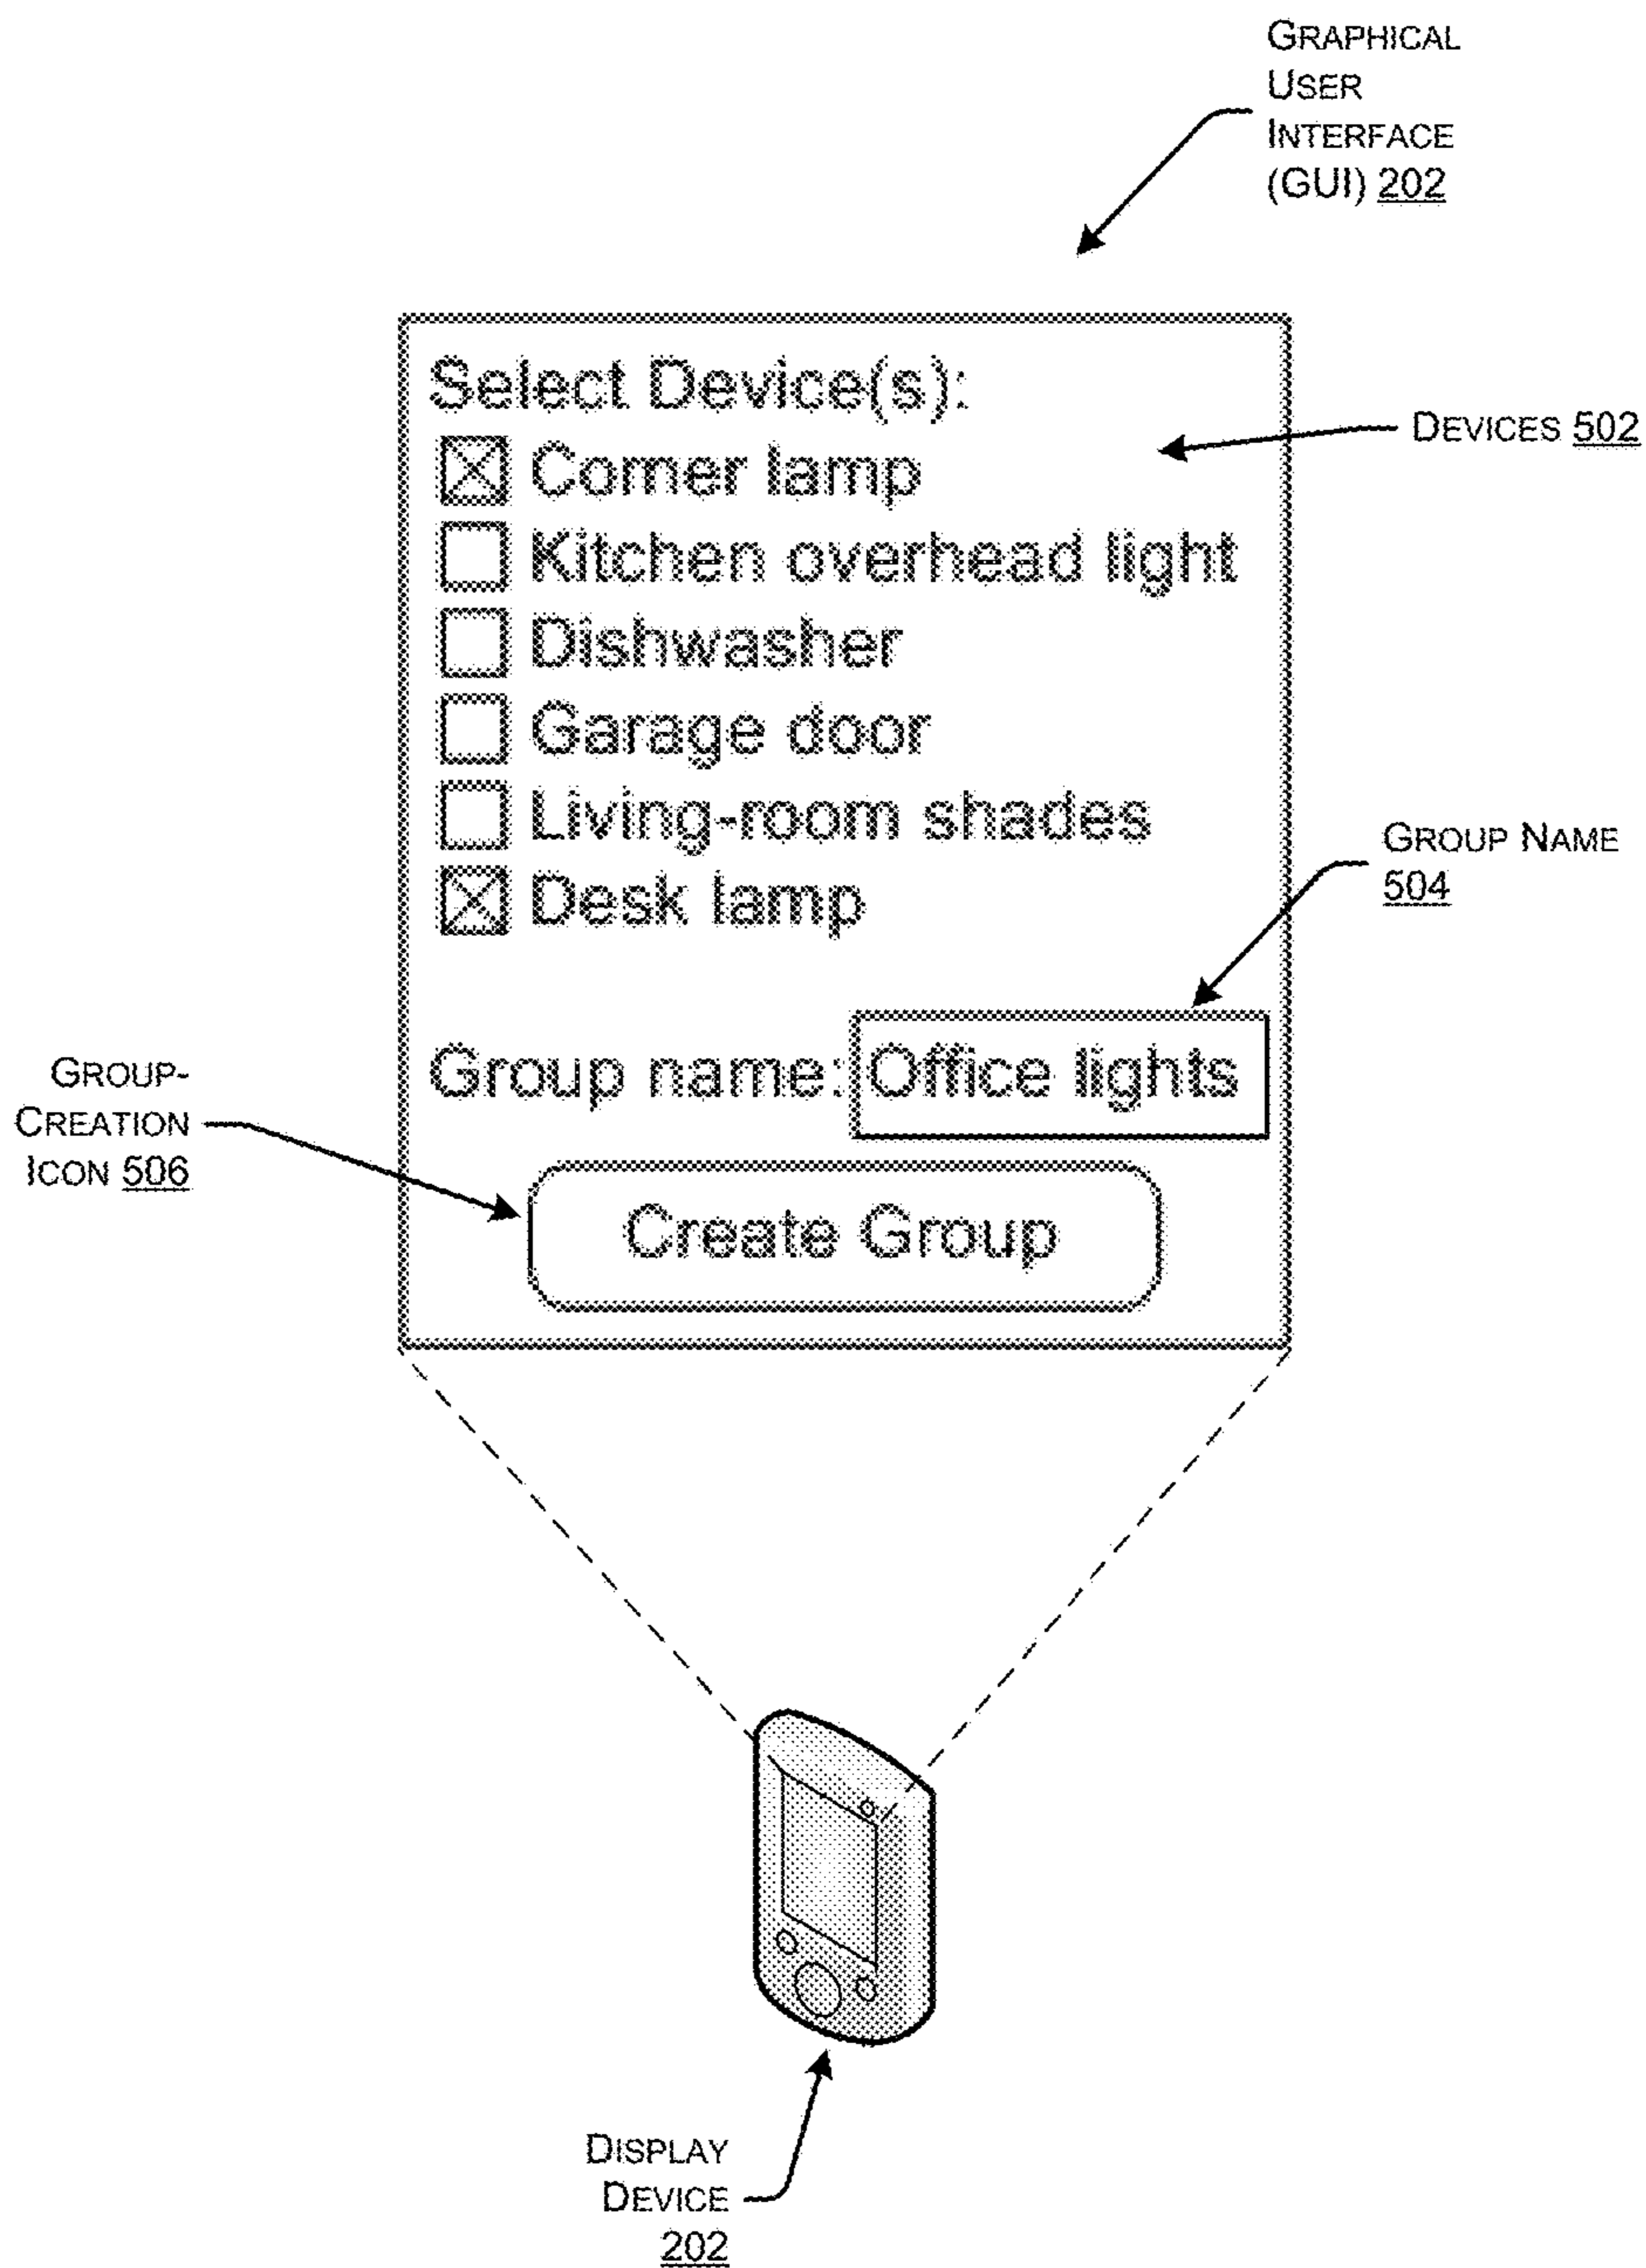 GRAPHICAL
USER
INTERFACE
(GUI) 202
Select Device(s):
DEVICES 502
Corner lamp
Kitchen overhead light
Dishwasher
Garage door
Living-room shades
GROUP NAME
504
Desk lamp
Group name: Office lights
GROUP-
CREATION
ICON 506
Create Group
DISPLAY
DEVICE
202